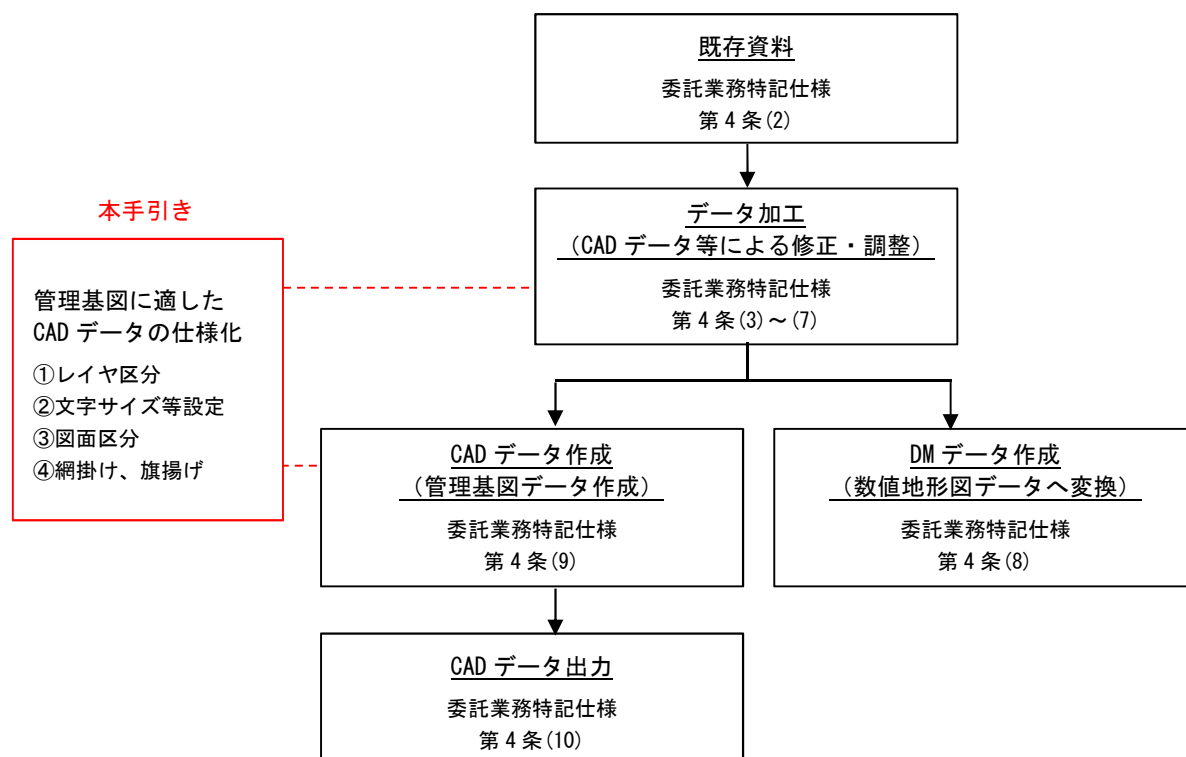 既存資料
委託業務特記仕様
第4条(2)
本手引き
管理基図に適した
CADデータの仕様化
①レイヤ区分
②文字サイズ等設定
③図面区分
④網掛け、旗揚げ
データ加工
(CADデータ等による修正・調整)
委託業務特記仕様
第4条(3)~(7)
CADデータ作成
(管理基図データ作成)
委託業務特記仕様
第4条(9)
DMデータ作成
(数値地形図データへ変換)
委託業務特記仕様
第4条(8)
CADデータ出力
委託業務特記仕様
第4条(10)